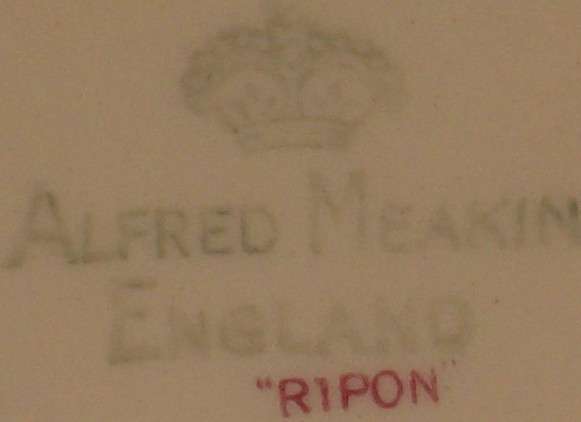 ALFRED MEAKIN
ENGLAND
"RIPON"